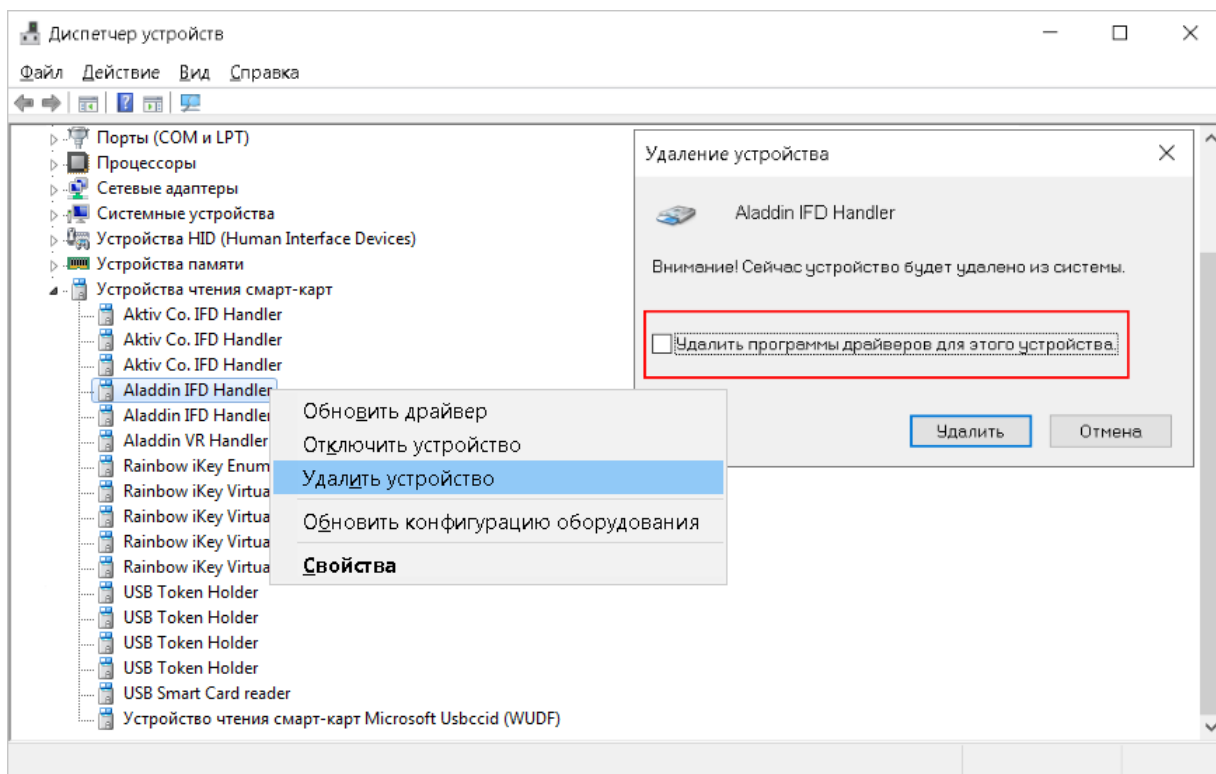 Диспетчер устройств
Файл Действие Вид Справка
Порты (COM и LPT)
Процессоры
Сетевые адаптеры
Системные устройства
Устройства HID (Human Interface Devices)
Устройства памяти
Устройства чтения смарт-карт
Aktiv Co. IFD Handler
Aktiv Co. IFD Handler
Aktiv Co. IFD Handler
Aladdin IFD Handler
Aladdin IFD Handler
Aladdin VR Handler
Rainbow iKey Enum
Rainbow iKey Virtua
Rainbow iKey Virtua
Rainbow iKey Virtua
Rainbow iKey Virtua
USB Token Holder
USB Token Holder
USB Token Holder
USB Token Holder
USB Smart Card reader
Устройство чтения смарт-карт Microsoft Usbccid (WUDF)
Обновить драйвер
Отключить устройство
Удалить устройство
Обновить конфигурацию оборудования
Свойства
Удаление устройства
Aladdin IFD Handler
Внимание! Сейчас устройство будет удалено из системы.
Удалить программы драйверов для этого устройства.
Удалить Отмена